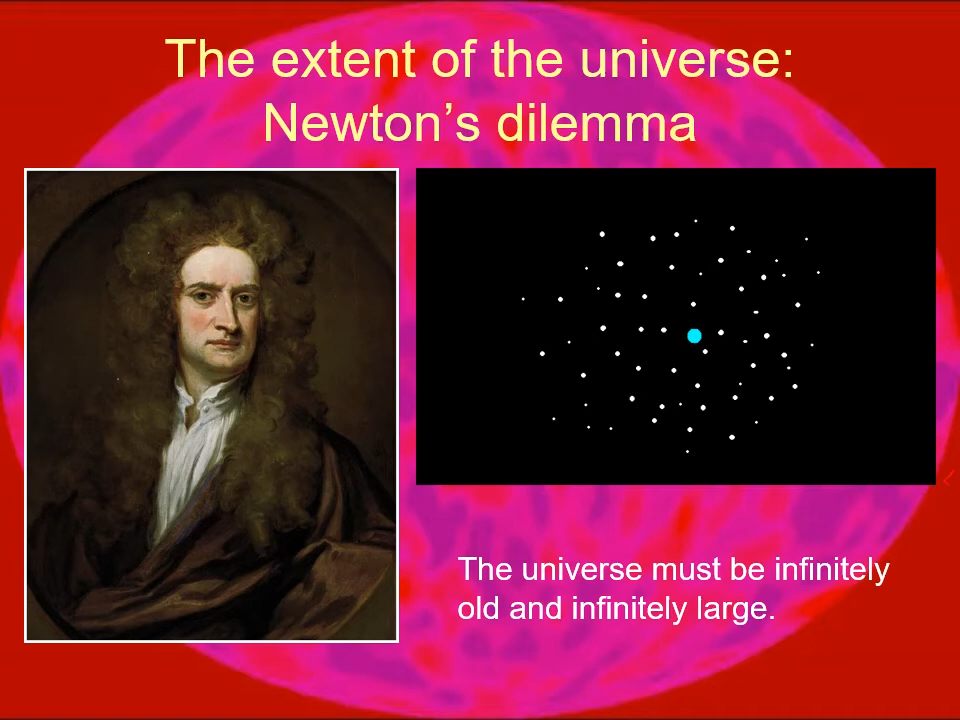 The extent of the universe:
Newton’s dilemma
The universe must be infinitely
old and infinitely large.